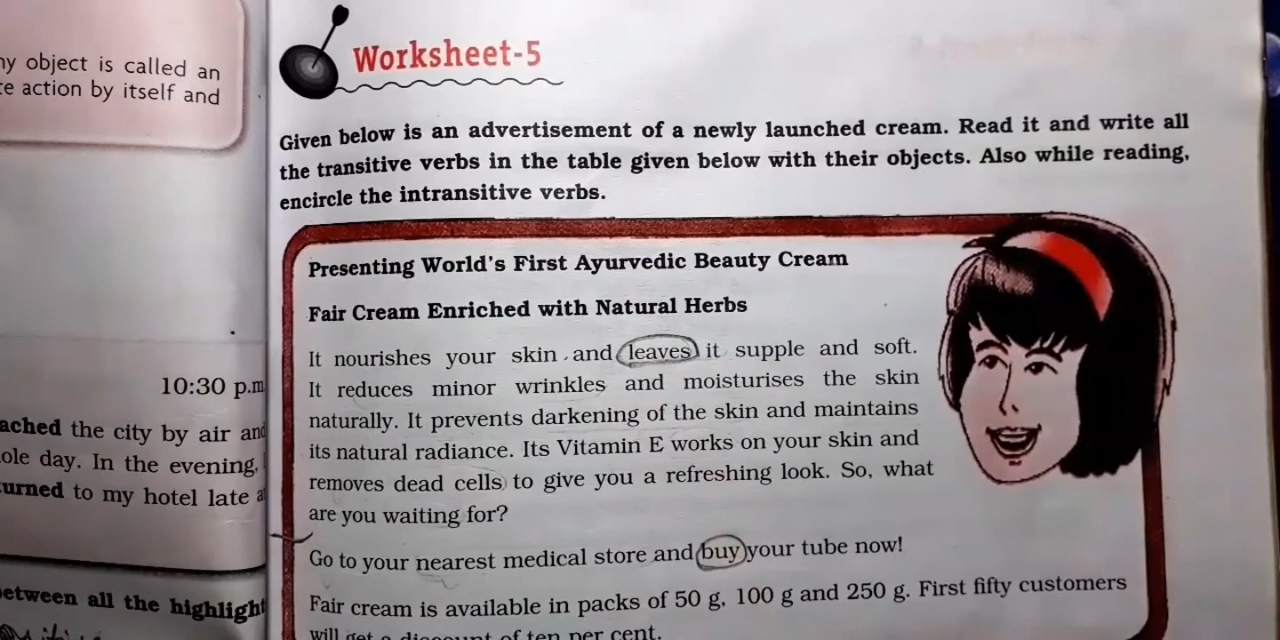 ny object is called an
te action by itself and
10:30 p.m
ached the city by air and
ole day. In the evening,
urned to my hotel late a
etween all the highlight
Worksheet-5
Given below is an advertisement of a newly launched cream. Read it and write all
the transitive verbs in the table given below with their objects. Also while reading,
encircle the intransitive verbs.
Presenting World's First Ayurvedic Beauty Cream
Fair Cream Enriched with Natural Herbs
It nourishes your skin and leaves it supple and soft.
It reduces minor wrinkles and moisturises the skin
naturally. It prevents darkening of the skin and maintains
its natural radiance. Its Vitamin E works on your skin and
removes dead cells to give you a refreshing look. So, what
are you waiting for?
Go to your nearest medical store and buy your tube now!
Fair cream is available in packs of 50 g, 100 g and 250 g. First fifty customers
will get a discount of ten per cent.